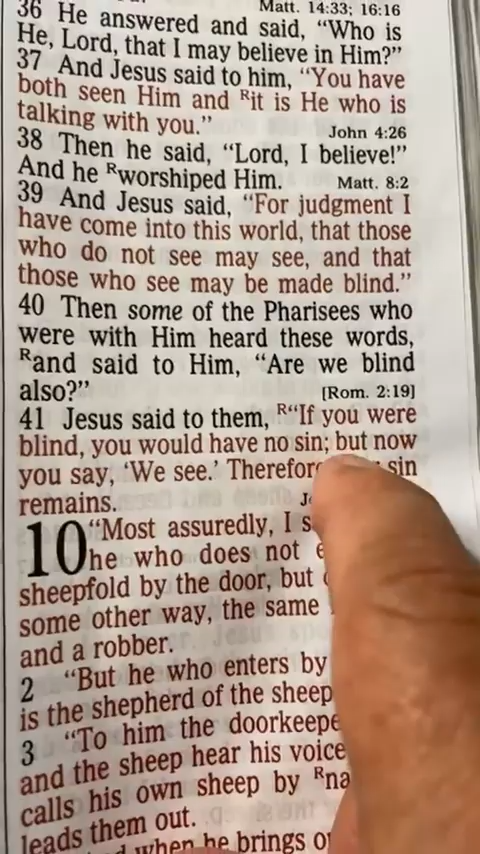 Matt. 14:33; 16:16
36 He answered and said, “Who is
He, Lord, that I may believe in Him?”
37 And Jesus said to him, “You have
both seen Him and Rit is He who is
talking with you.” John 4:26
38 Then he said, “Lord, I believe!”
And he Rworshiped Him. Matt. 8:2
39 And Jesus said, “For judgment I
have come into this world, that those
who do not see may see, and that
those who see may be made blind.”
40 Then some of the Pharisees who
were with Him heard these words,
Rand said to Him, “Are we blind
also?” [Rom. 2:19]
41 Jesus said to them, R“If you were
blind, you would have no sin; but now
you say, ‘We see.’ sin
remains.
10 “Most assuredly, I
he who does not
sheepfold by the door, but
some other way, the same
and a robber.
2 “But he who enters by
is the shepherd of the sheep
3 “To him the
and the sheep hear his voice
calls his own sheep by
leads them out.
when he brings